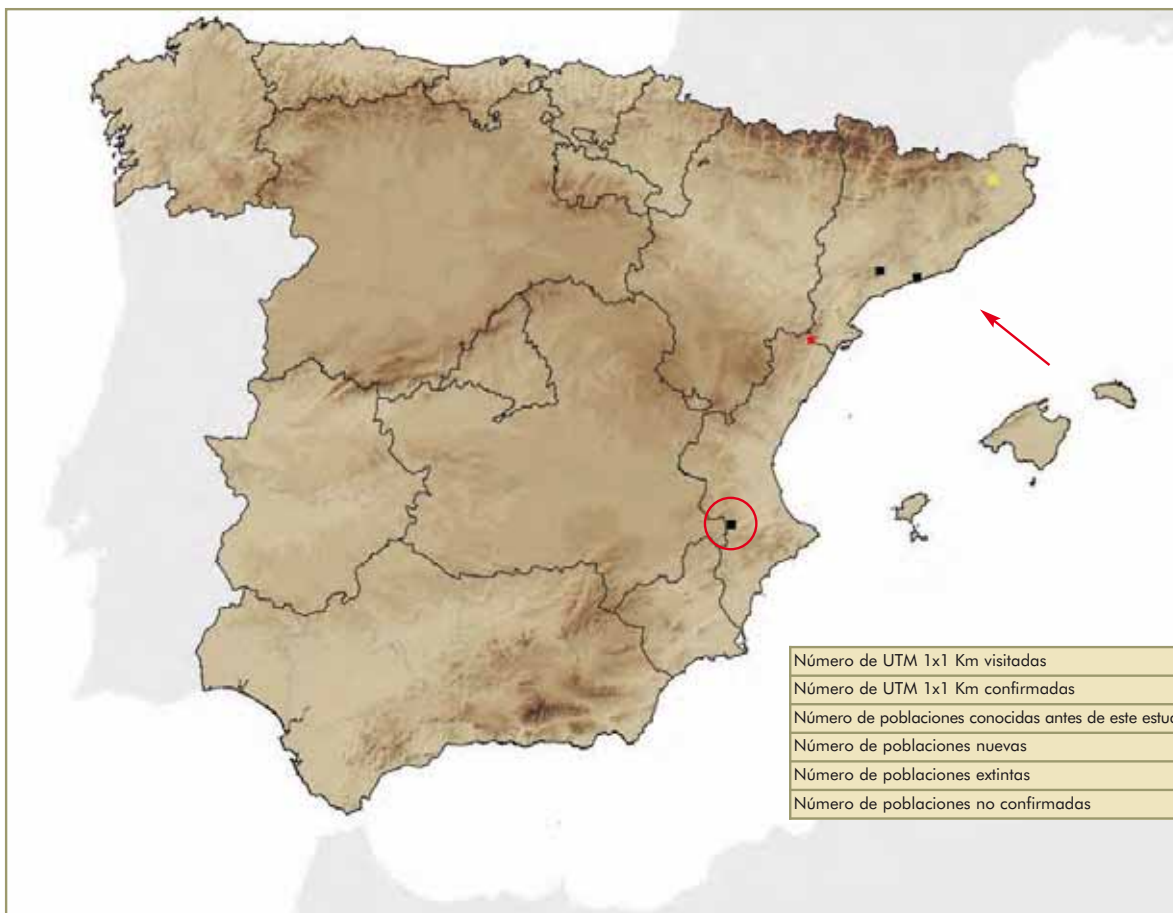 Número de UTM 1x1 Km visitadas
Número de UTM 1x1 Km confirmadas
Número de poblaciones conocidas antes de este
Número de poblaciones nuevas
Número de poblaciones extintas
Número de poblaciones no confirmadas